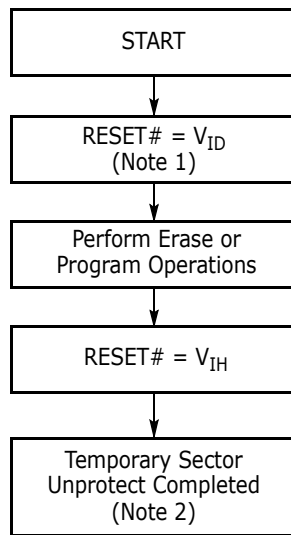 START
RESET# = VID
(Note 1)
Perform Erase or
Program Operations
RESET# = VIH
Temporary Sector
Unprotect Completed
(Note 2)